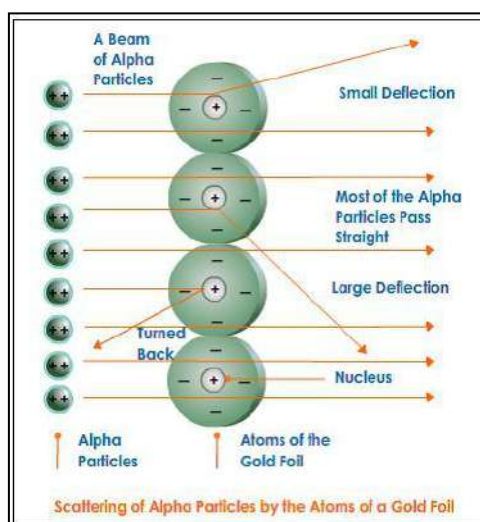 A Beam
of Alpha
Particles
Small Deflection
Most of the Alpha
Particles Pass
Straight
Large Deflection
Turned
Back
Nucleus
Alpha
Particles
Atoms of the
Gold Foil
Scattering of Alpha Particles by the Atoms of a Gold Foil